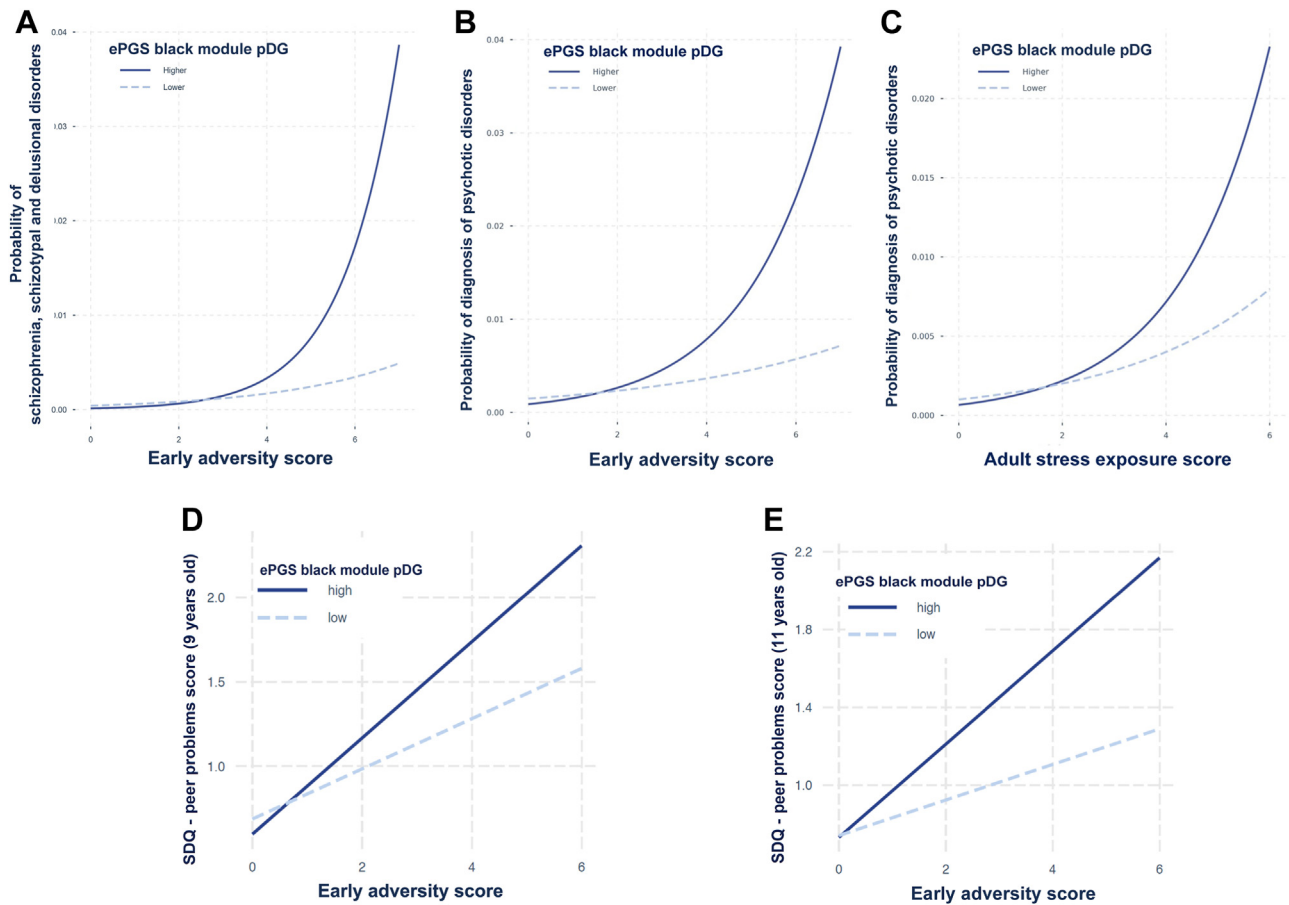 A
ePGS black module pDG
Higher
Lower
Probability of
schizophrenia, schizotypal and delusional disorders
0.04
0.03
0.02
0.01
0.00
0 2 4 6
Early adversity score
B
ePGS black module pDG
Higher
Lower
Probability of diagnosis of psychotic disorders
0.04
0.03
0.02
0.01
0.00
0 2 4 6
Early adversity score
C
ePGS black module pDG
Higher
Lower
Probability of diagnosis of psychotic disorders
0.020
0.015
0.010
0.005
0.000
0 2 4 6
Adult stress exposure score
D
ePGS black module pDG
high
low
SDQ - peer problems score (9 years old)
2.0
1.5
1.0
0 2 4 6
Early adversity score
E
ePGS black module pDG
high
low
SDQ - peer problems score (11 years old)
2.2
1.8
1.4
1.0
0 2 4 6
Early adversity score